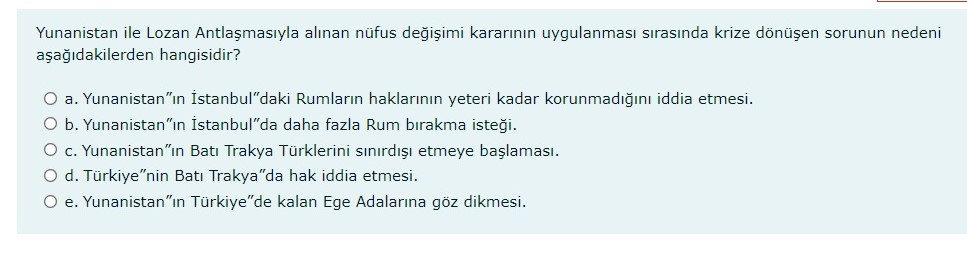 Yunanistan ile Lozan Antlaşmasıyla alınan nüfus değişimi kararının uygulanması sırasında krize dönüşen sorunun nedeni
aşağıdakilerden hangisidir?
a. Yunanistan"ın İstanbul"daki Rumların haklarının yeteri kadar korunmadığını iddia etmesi.
b. Yunanistan"ın İstanbul"da daha fazla Rum bırakma isteği.
c. Yunanistan"ın Batı Trakya Türklerini sınırdışı etmeye başlaması.
d. Türkiye"nin Batı Trakya"da hak iddia etmesi.
e. Yunanistan"ın Türkiye"de kalan Ege Adalarına göz dikmesi.